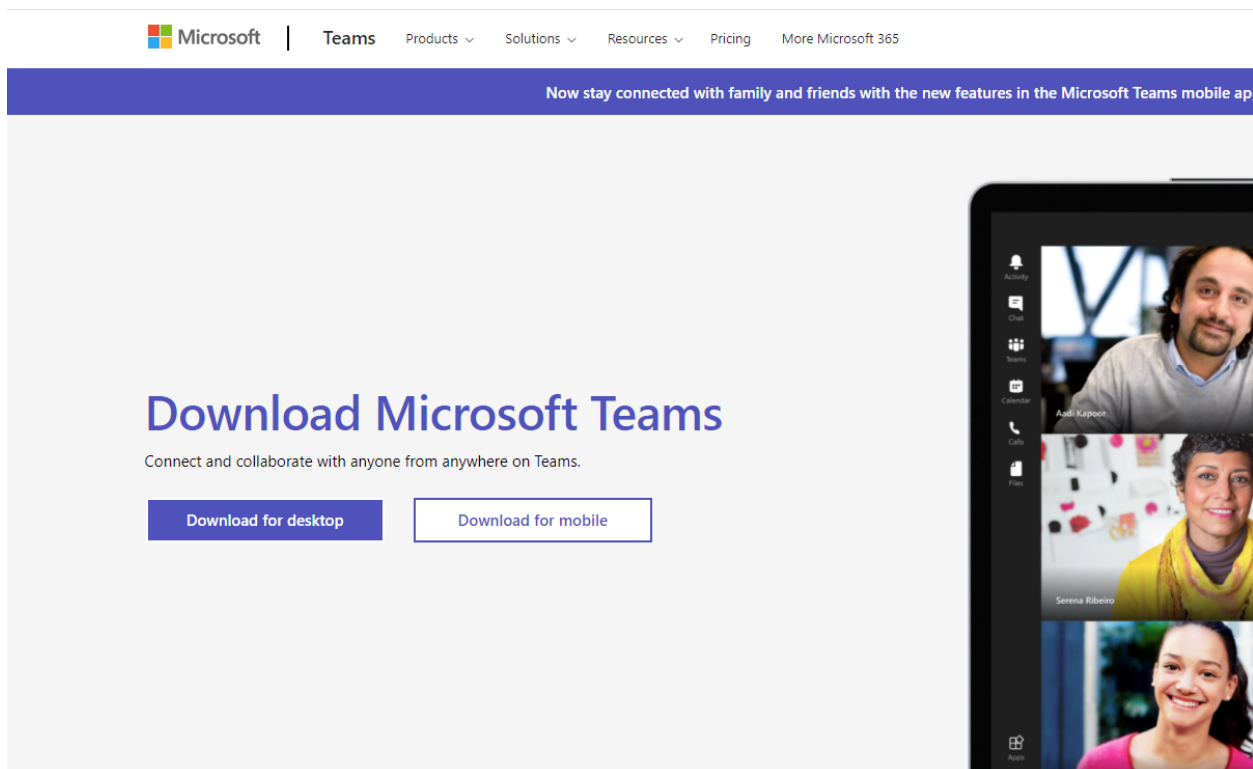 Microsoft | Teams Products Solutions Resources Pricing More Microsoft 365
Now stay connected with family and friends with the new features in the Microsoft Teams mobile ap
Download Microsoft Teams
Connect and collaborate with anyone from anywhere on Teams.
Download for desktop Download for mobile
Activity
Chat
Teams
Calendar
Calls
Files
Apps
Aadi Kapoor
Serena Ribeiro